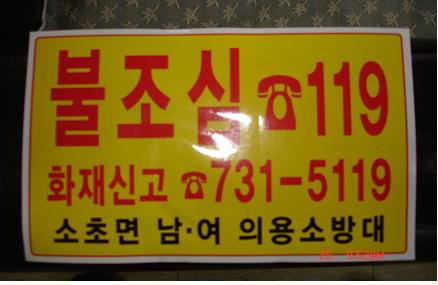 불조심 ☎119
화재신고 ☎731-5119
소초면 남·여 의용소방대